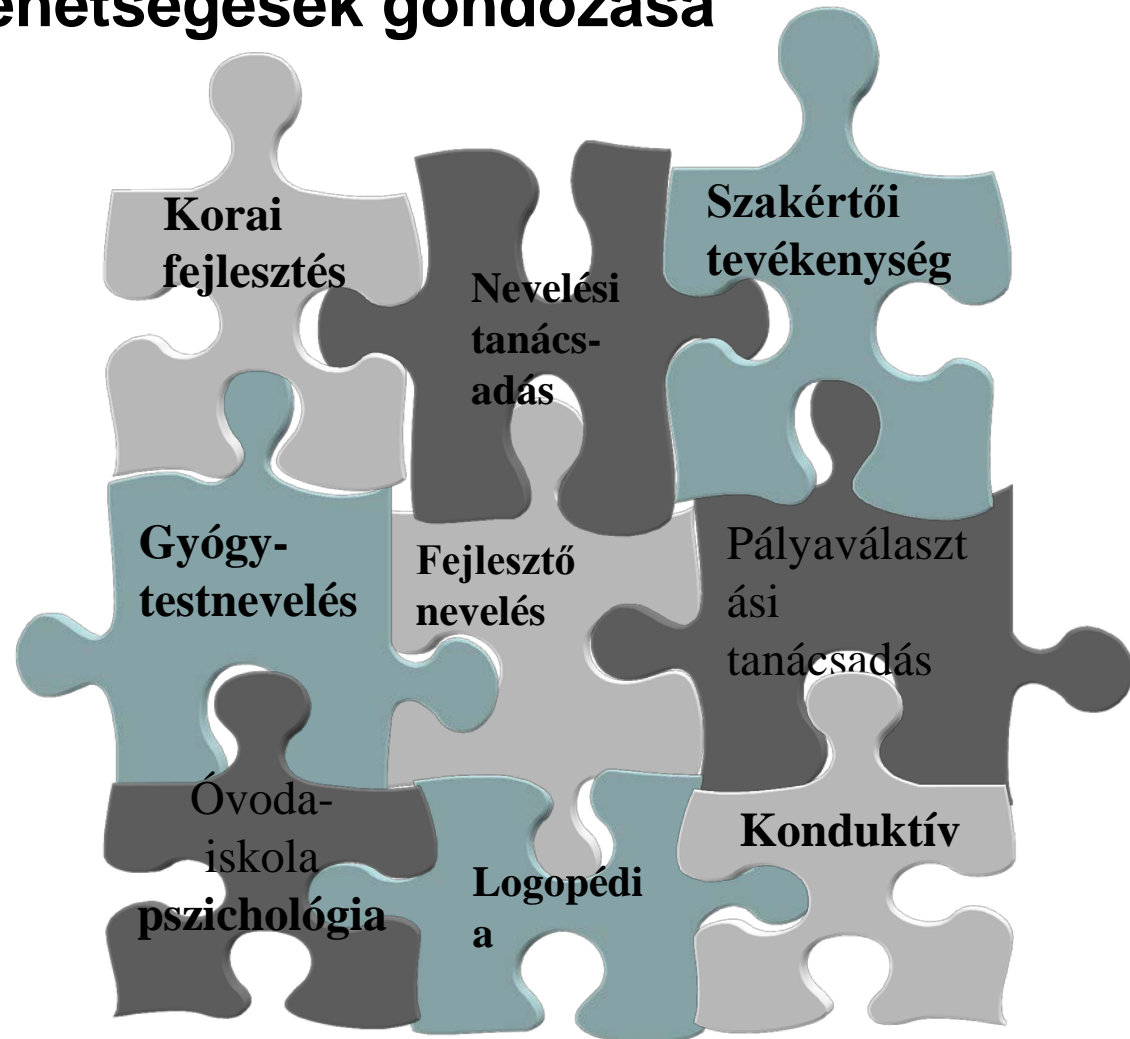 ehetségesek gondozása
Korai
fejlesztés
Nevelési
tanács-
adás
Szakértői
tevékenység
Gyógy-
testnevelés
Fejlesztő
nevelés
Pályaválaszt
ási
tanácsadás
Óvoda-
iskola
pszichológia
Logopédi
a
Konduktív